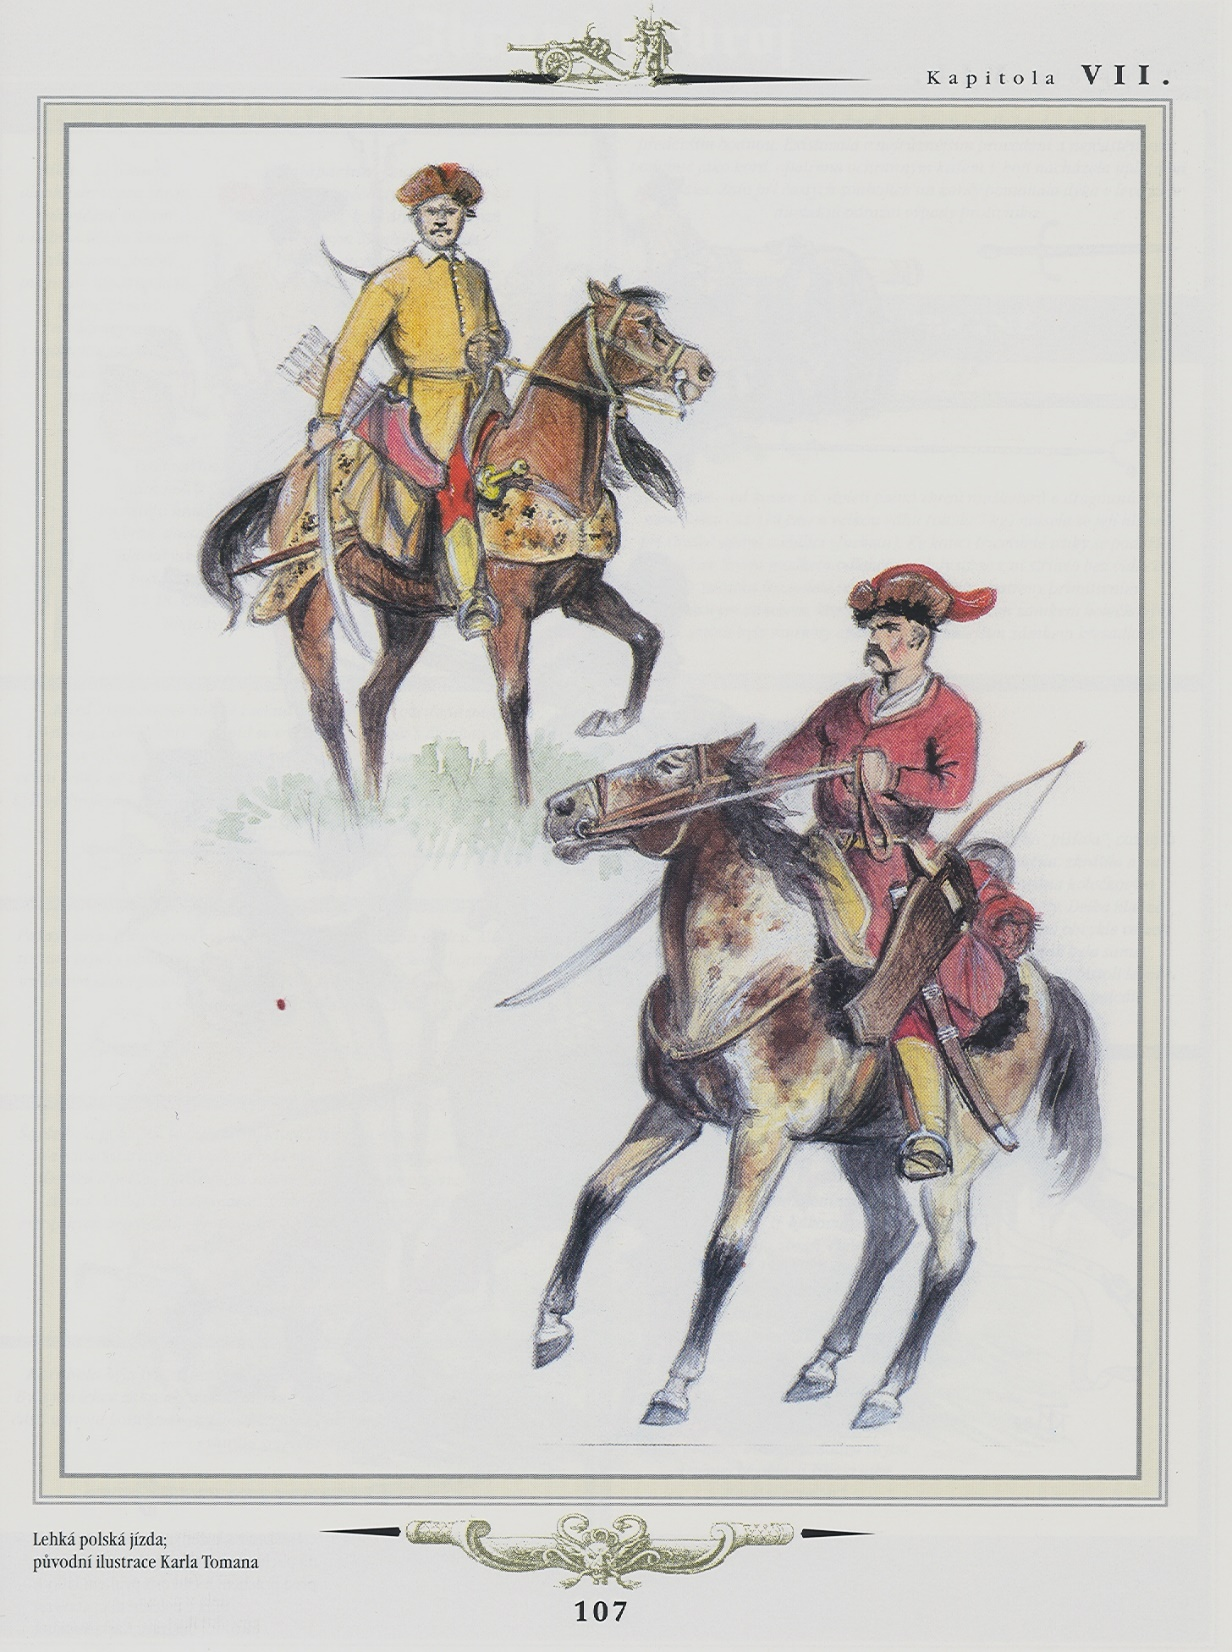 Kapitola VII.
Lehká polská jízda;
původní ilustrace Karla Tomana
107